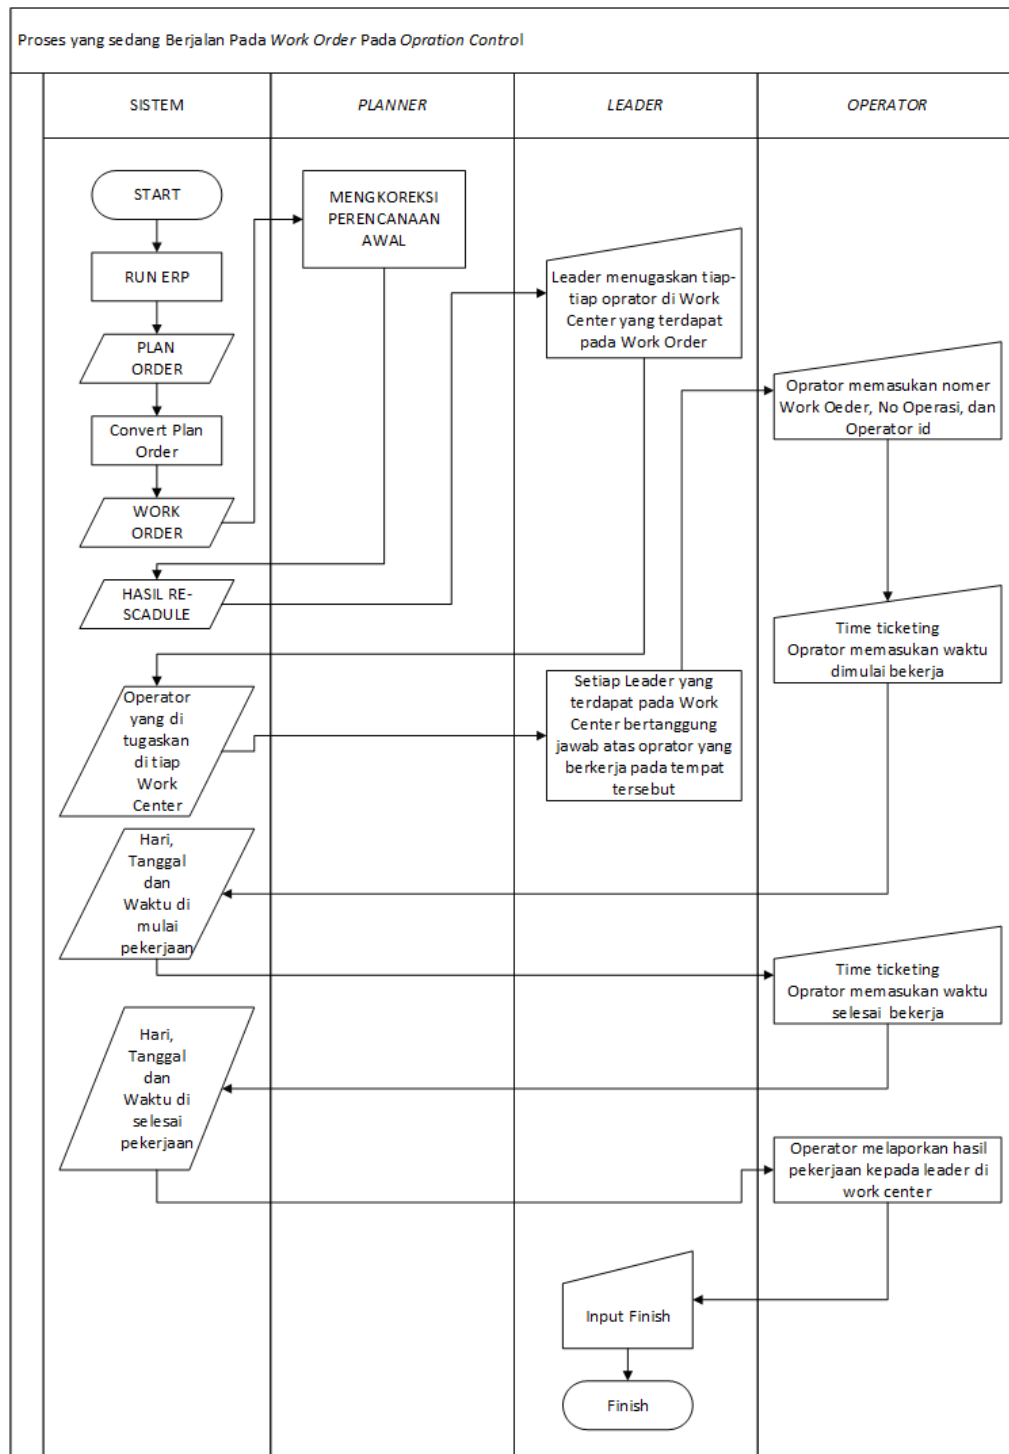 Proses yang sedang Berjalan Pada Work Order Pada Opration Control
SISTEM
PLANNER
LEADER
OPERATOR
START
RUN ERP
PLAN
ORDER
Convert Plan
Order
WORK
ORDER
MENGKOREKSI
PERENCANAAN
AWAL
HASIL RE-
SCADULE
Leader menugaskan tiap-
tiap oprator di Work
Center yang terdapat
pada Work Order
Operator
yang di
tugaskan
di tiap
Work
Center
Setiap Leader yang
terdapat pada Work
Center bertanggung
jawab atas oprator yang
berkerja pada tempat
tersebut
Oprator memasukan nomer
Work Oeder, No Operasi, dan
Operator id
Time ticketing
Oprator memasukan waktu
dimulai bekerja
Hari,
Tanggal
dan
Waktu di
mulai
pekerjaan
Time ticketing
Oprator memasukan waktu
selesai bekerja
Hari,
Tanggal
dan
Waktu di
selesai
pekerjaan
Operator melaporkan hasil
pekerjaan kepada leader di
work center
Input Finish
Finish